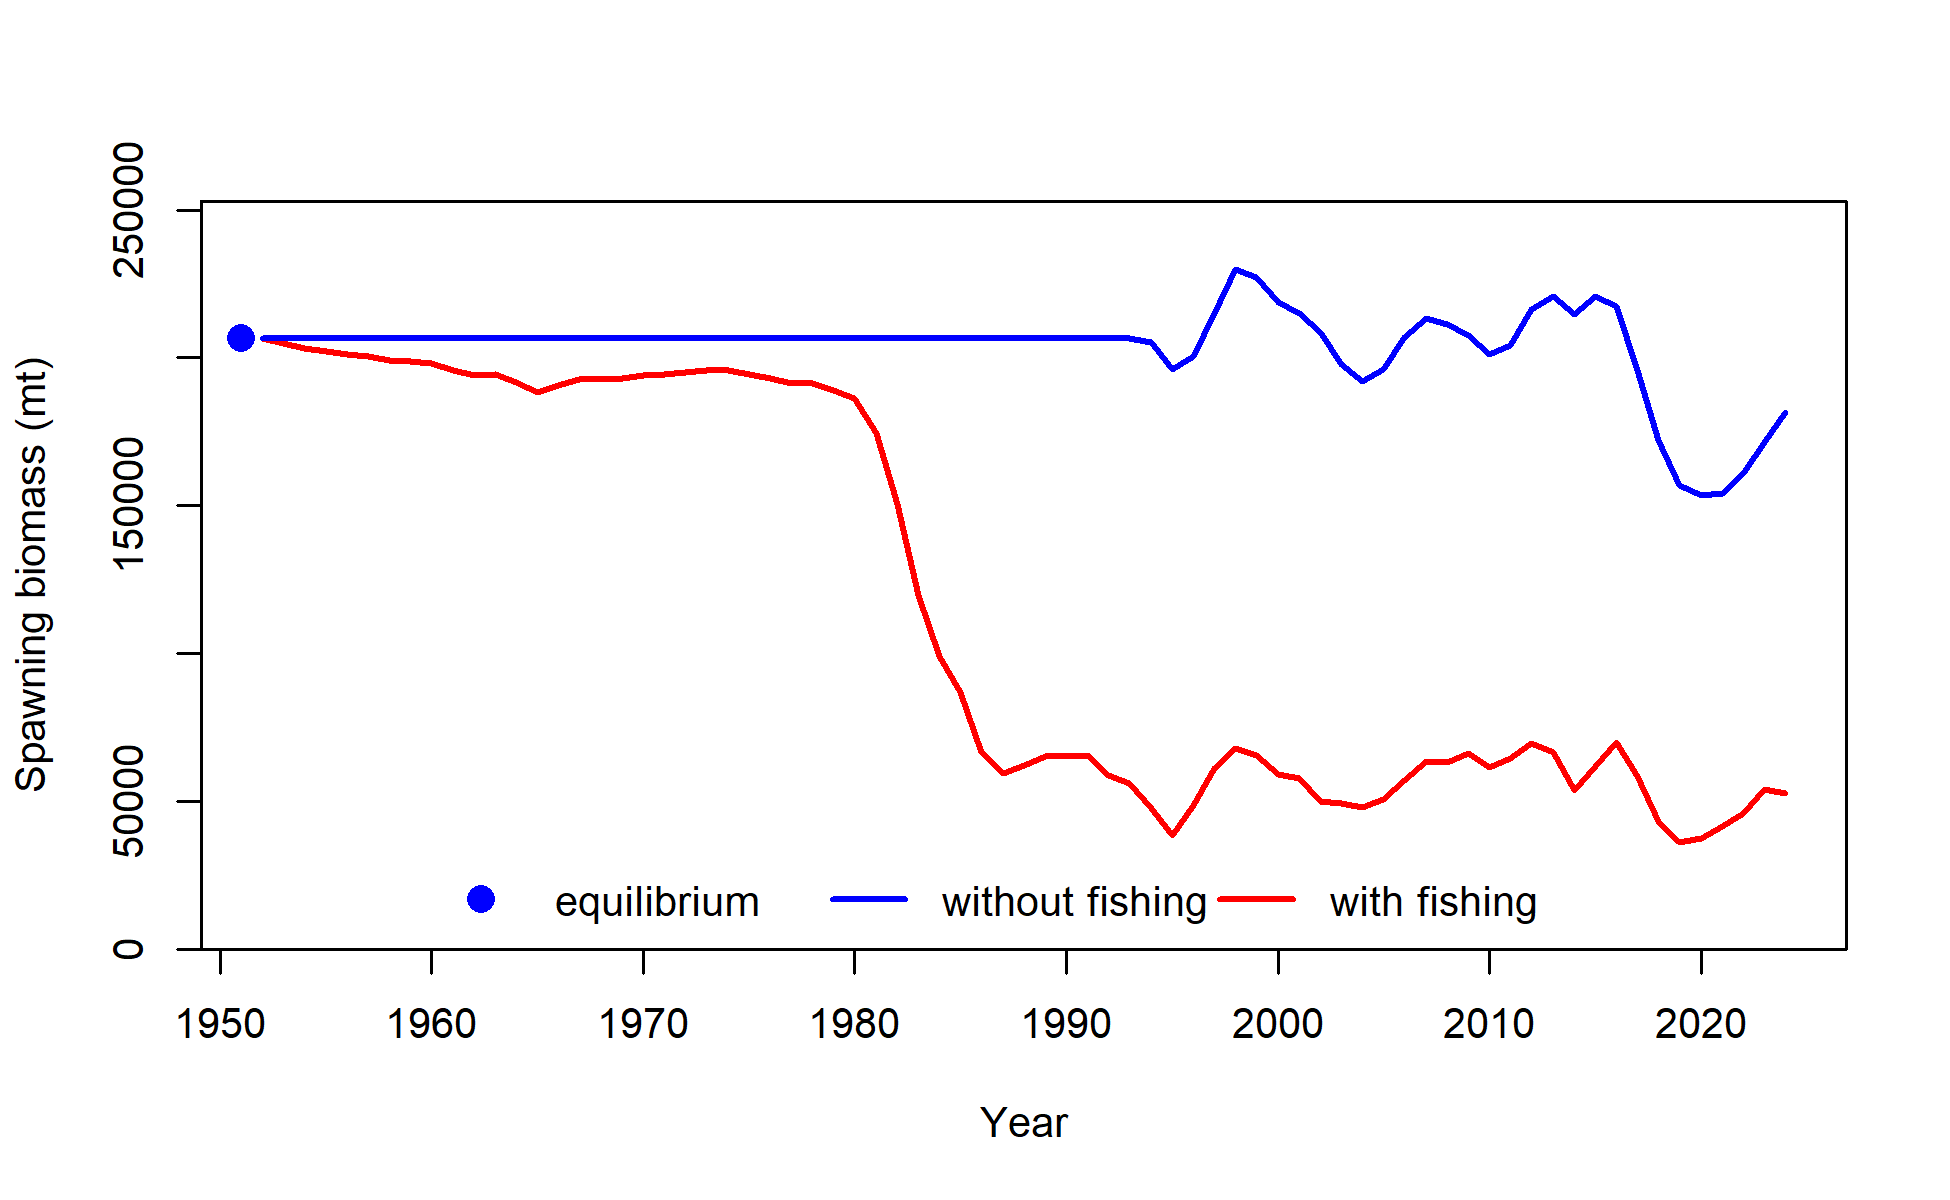 Spawning biomass (mt)
250000
150000
50000
0
equilibrium without fishing with fishing
1950 1960 1970 1980 1990 2000 2010 2020
Year